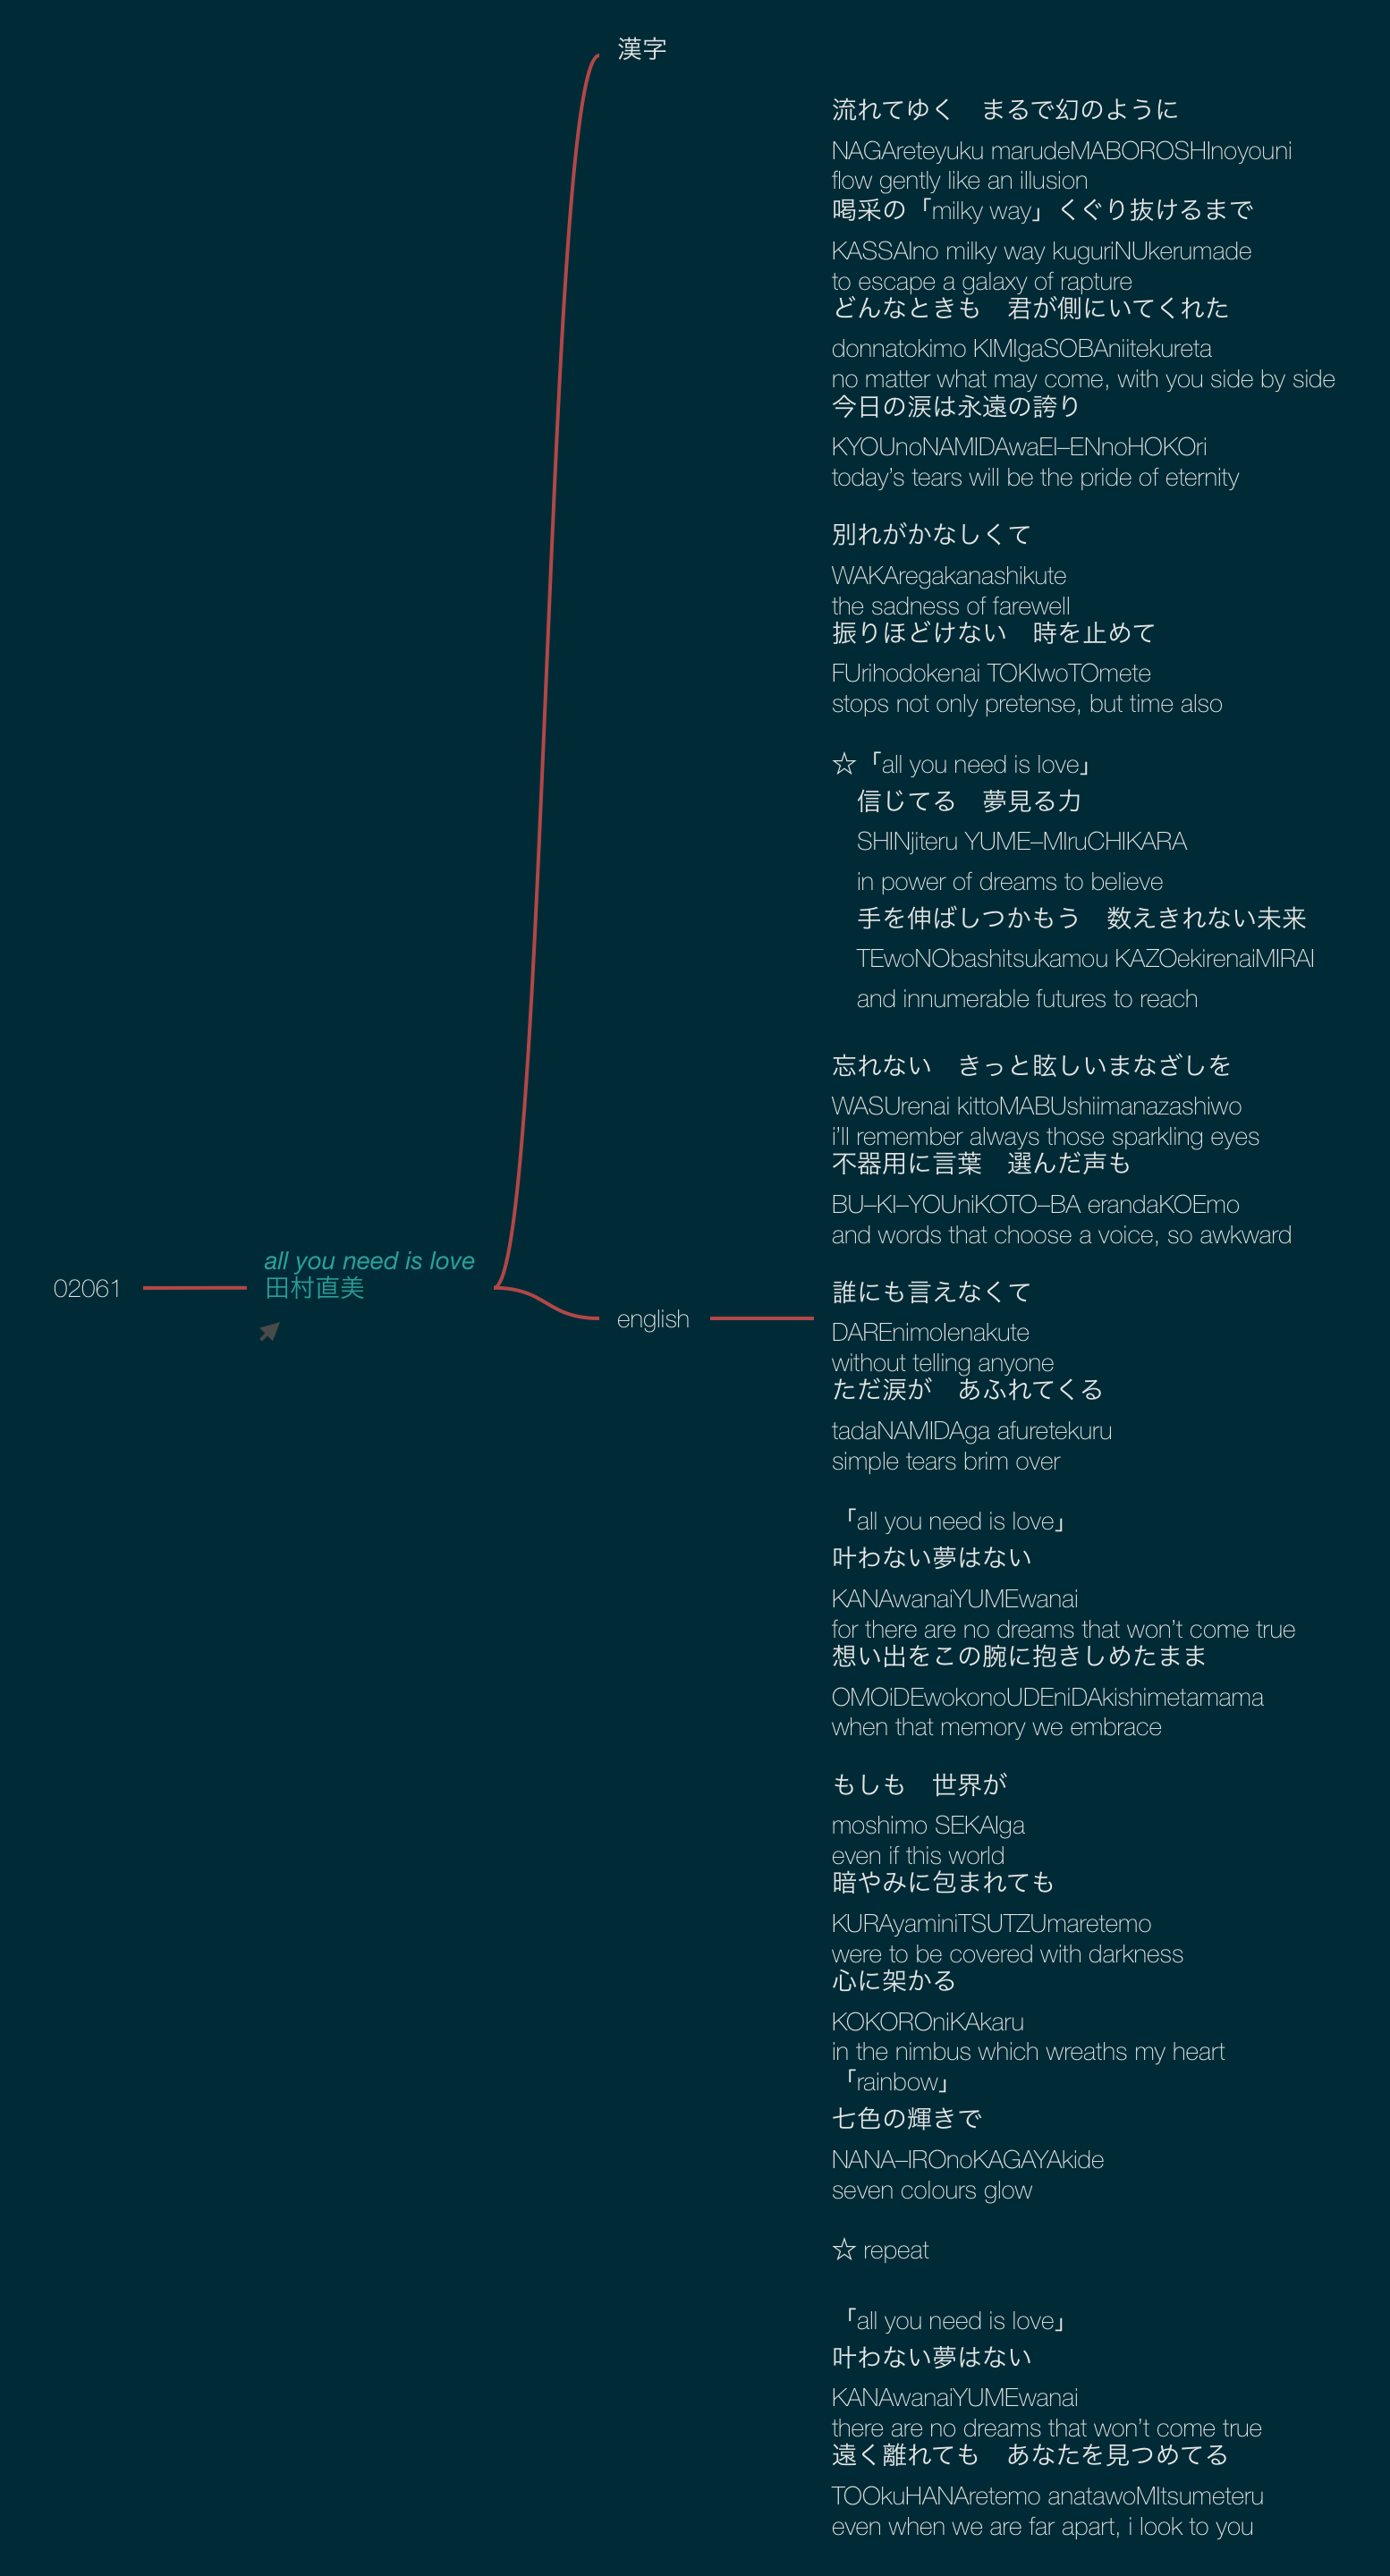 漢字
流れてゆく　まるで幻のように
NAGAreteyuku marudeMABOROSHInoyouni
flow gently like an illusion
喝采の「milky way」くぐり抜けるまで
KASSAIno milky way kuguriNUkerumade
to escape a galaxy of rapture
どんなときも　君が側にいてくれた
donnatokimo KIMIgaSOBAniitekureta
no matter what may come, with you side by side
今日の涙は永遠の誇り
KYOUnoNAMIDAwaEI–ENnoHOKOri
today’s tears will be the pride of eternity
別れがかなしくて
WAKAregakanashikute
the sadness of farewell
振りほどけない　時を止めて
FUrihodokenai TOKIwoTOmete
stops not only pretense, but time also
☆「all you need is love」
信じてる　夢見る力
SHINjiteru YUME–MIruCHIKARA
in power of dreams to believe
手を伸ばしつかもう　数えきれない未来
TEwoNObashitsukamou KAZOekirenaiMIRAI
and innumerable futures to reach
忘れない　きっと眩しいまなざしを
WASUrenai kittoMABUshiimanazashiwo
i’ll remember always those sparkling eyes
不器用に言葉　選んだ声も
BU–KI–YOUniKOTO–BA erandaKOEmo
and words that choose a voice, so awkward
02061
all you need is love
田村直美
english
誰にも言えなくて
DAREnimoIenakute
without telling anyone
ただ涙が　あふれてくる
tadaNAMIDAga afuretekuru
simple tears brim over
「all you need is love」
叶わない夢はない
KANAwanaiYUMEwanai
for there are no dreams that won’t come true
想い出をこの腕に抱きしめたまま
OMOiDEwokonoUDEniDAkishimetamama
when that memory we embrace
もしも　世界が
moshimo SEKAIga
even if this world
暗やみに包まれても
KURAyaminiTSUTZUmaretemo
were to be covered with darkness
心に架かる
KOKOROniKAkaru
in the nimbus which wreaths my heart
「rainbow」
七色の輝きで
NANA–IROnoKAGAYAkide
seven colours glow
☆ repeat
「all you need is love」
叶わない夢はない
KANAwanaiYUMEwanai
there are no dreams that won’t come true
遠く離れても　あなたを見つめてる
TOOkuHANAretemo anatawoMItsumeteru
even when we are far apart, i look to you